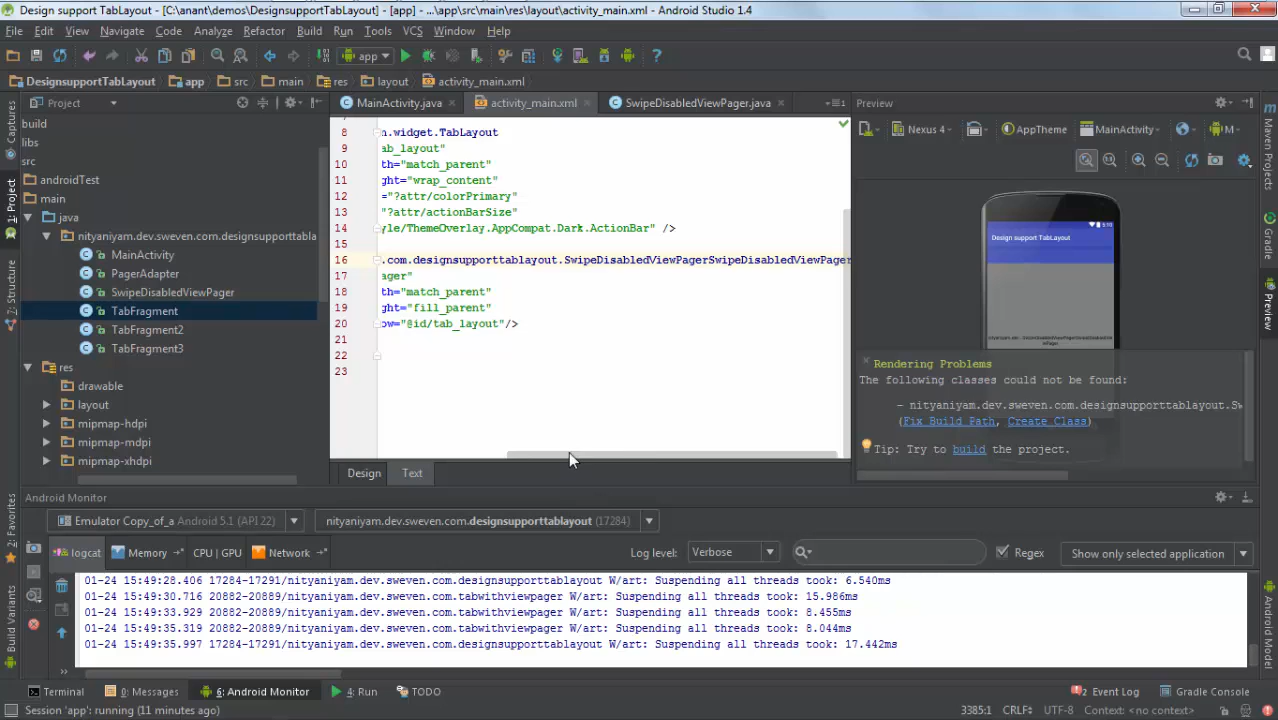 Design support TabLayout - [C:\anant\demos\DesignsupportTabLayout] - [app] - ...\app\src\main\res\layout\activity_main.xml - Android Studio 1.4
File Edit View Navigate Code Analyze Refactor Build Run Tools VCS Window Help
app
DesignsupportTabLayout app src main res layout activity_main.xml
Project
MainActivity.java activity_main.xml SwipeDisabledViewPager.java
Preview
Nexus 4 AppTheme MainActivity M
Captures
1: Project
2: Structure
2: Favorites
Build Variants
build
libs
src
androidTest
main
java
nityaniyam.dev.sweven.com.designsupporttabla
MainActivity
PagerAdapter
SwipeDisabledViewPager
TabFragment
TabFragment2
TabFragment3
res
drawable
layout
mipmap-hdpi
mipmap-mdpi
mipmap-xhdpi
8 n.widget.TabLayout
9 ab_layout"
10 th="match_parent"
11 ght="wrap_content"
12 ="?attr/colorPrimary"
13 "?attr/actionBarSize"
14 yle/ThemeOverlay.AppCompat.Dark.ActionBar" />
15
16 .com.designsupporttablayout.SwipeDisabledViewPagerSwipeDisabledViewPager
17 ager"
18 th="match_parent"
19 ght="fill_parent"
20 ow="@id/tab_layout"/>
21
22
23
Design Text
Design support TabLayout
Rendering Problems
The following classes could not be found:
- nityaniyam.dev.sweven.com.designsupporttablayout.Sw
(Fix Build Path, Create Class)
Tip: Try to build the project.
Maven Projects
Gradle
Preview
Android Model
Android Monitor
Emulator Copy_of_a Android 5.1 (API 22) nityaniyam.dev.sweven.com.designsupporttablayout (17284)
logcat Memory CPU | GPU Network Log level: Verbose Regex Show only selected application
01-24 15:49:28.406 17284-17291/nityaniyam.dev.sweven.com.designsupporttablayout W/art: Suspending all threads took: 6.540ms
01-24 15:49:30.716 20882-20889/nityaniyam.dev.sweven.com.tabwithviewpager W/art: Suspending all threads took: 15.986ms
01-24 15:49:33.929 20882-20889/nityaniyam.dev.sweven.com.tabwithviewpager W/art: Suspending all threads took: 8.455ms
01-24 15:49:35.319 20882-20889/nityaniyam.dev.sweven.com.tabwithviewpager W/art: Suspending all threads took: 8.044ms
01-24 15:49:35.997 17284-17291/nityaniyam.dev.sweven.com.designsupporttablayout W/art: Suspending all threads took: 17.442ms
Terminal 0: Messages 6: Android Monitor 4: Run TODO 2 Event Log Gradle Console
Session 'app': running (11 minutes ago) 3385:1 CRLF UTF-8 Context: <no context>